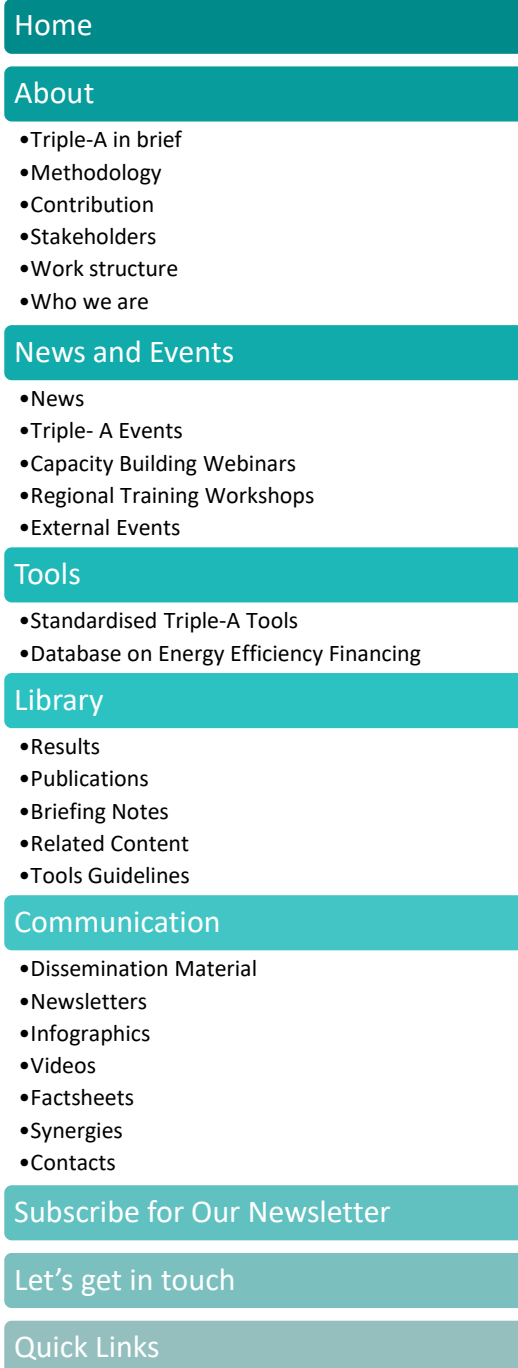 Home
About
•Triple-A in brief
•Methodology
•Contribution
•Stakeholders
•Work structure
•Who we are
News and Events
•News
•Triple- A Events
•Capacity Building Webinars
•Regional Training Workshops
•External Events
Tools
•Standardised Triple-A Tools
•Database on Energy Efficiency Financing
Library
•Results
•Publications
•Briefing Notes
•Related Content
•Tools Guidelines
Communication
•Dissemination Material
•Newsletters
•Infographics
•Videos
•Factsheets
•Synergies
•Contacts
Subscribe for Our Newsletter
Let’s get in touch
Quick Links